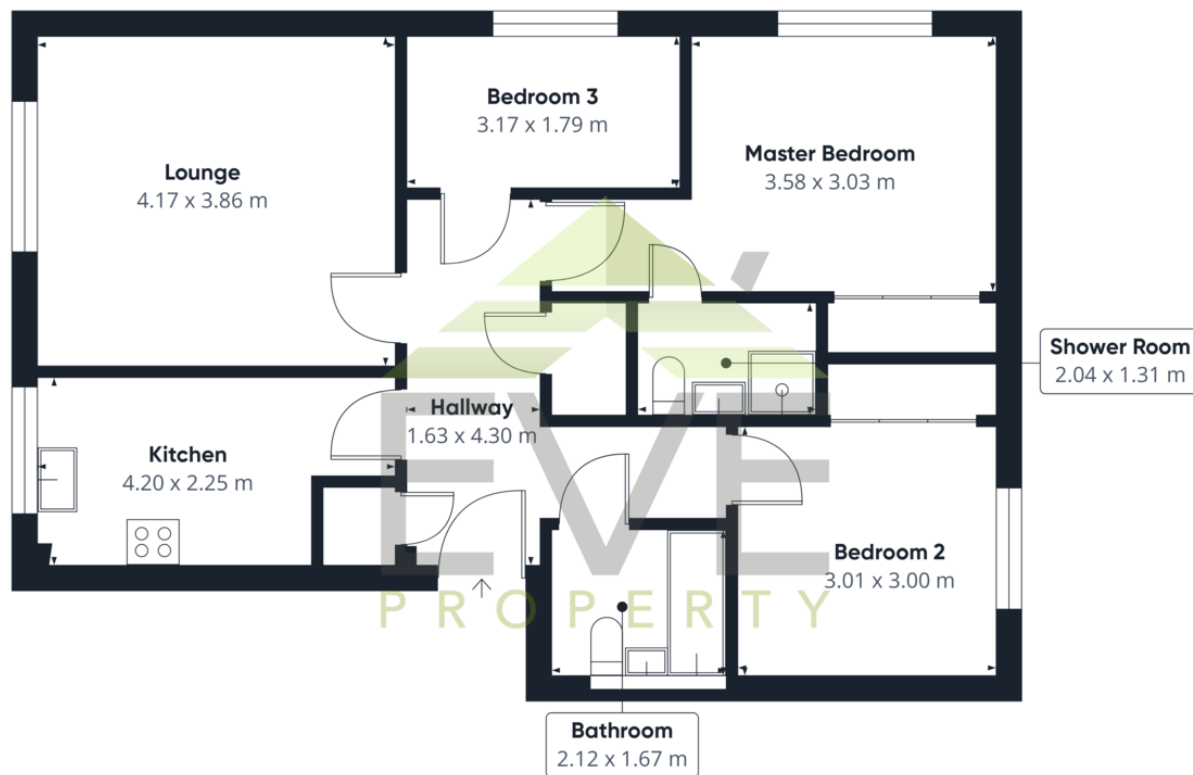 Bedroom 3
3.17 x 1.79 m
Lounge
4.17 x 3.86 m
Master Bedroom
3.58 x 3.03 m
Shower Room
2.04 x 1.31 m
Hallway
1.63 x 4.30 m
Kitchen
4.20 x 2.25 m
Bedroom 2
3.01 x 3.00 m
EVÉ
PROPERTY
Bathroom
2.12 x 1.67 m